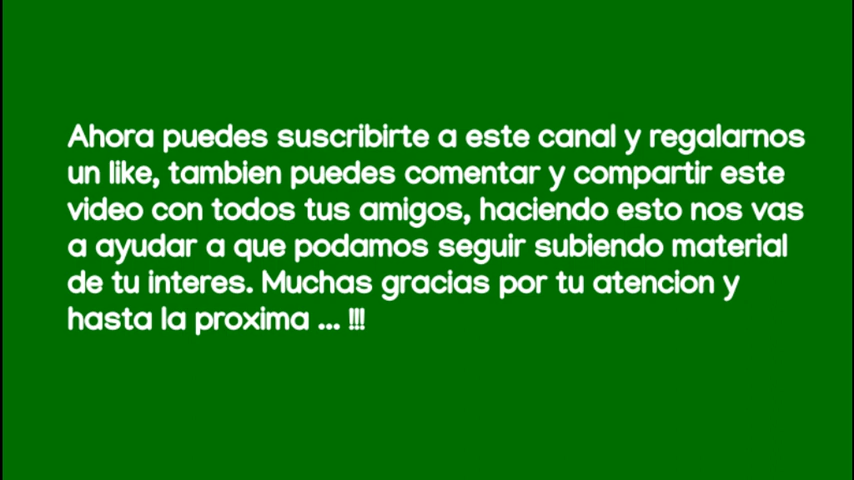 Ahora puedes suscribirte a este canal y regalarnos
un like, tambien puedes comentar y compartir este
video con todos tus amigos, haciendo esto nos vas
a ayudar a que podamos seguir subiendo material
de tu interes. Muchas gracias por tu atencion y
hasta la proxima ... !!!